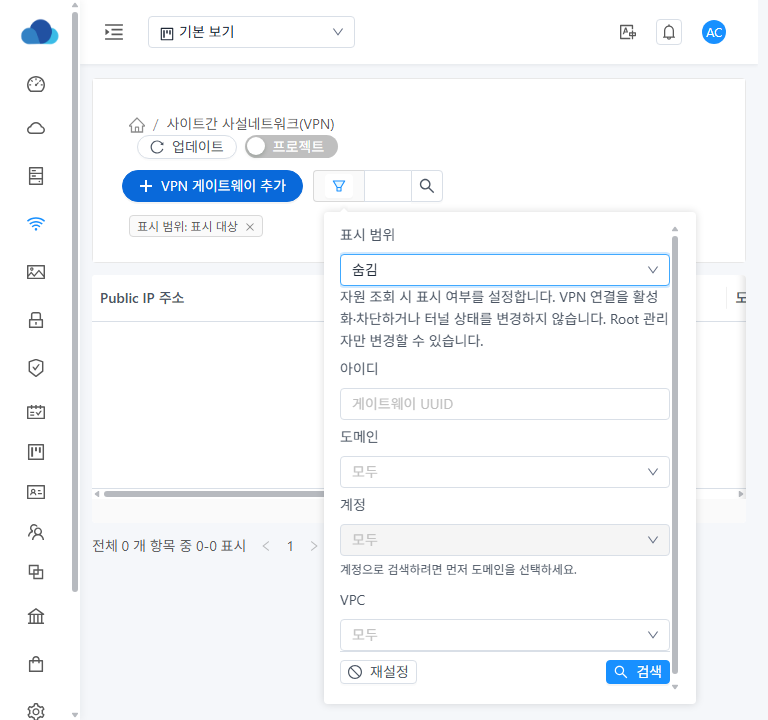 기본 보기
AC
/ 사이트간 사설네트워크(VPN)
업데이트
프로젝트
VPN 게이트웨이 추가
표시 범위: 표시 대상
표시 범위
숨김
자원 조회 시 표시 여부를 설정합니다. VPN 연결을 활성
화·차단하거나 터널 상태를 변경하지 않습니다. Root 관리
자만 변경할 수 있습니다.
Public IP 주소
아이디
게이트웨이 UUID
도메인
모두
계정
모두
계정으로 검색하려면 먼저 도메인을 선택하세요.
전체 0 개 항목 중 0-0 표시
1
VPC
모두
재설정
검색